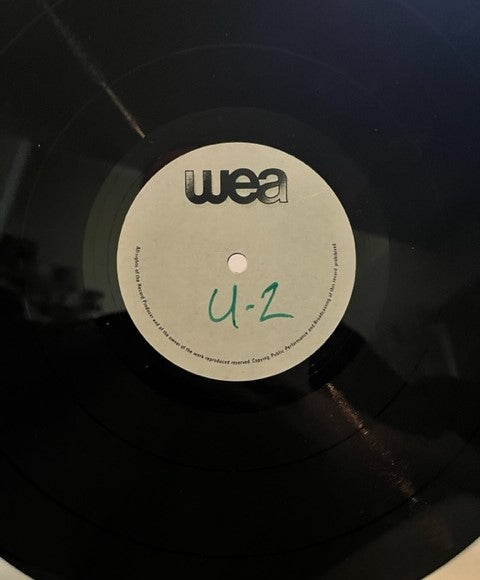 wea
U-2
All rights of the Record Producer and of the owner of the work reproduced reserved. Copying, Public Performance and Broadcasting of this record prohibited.